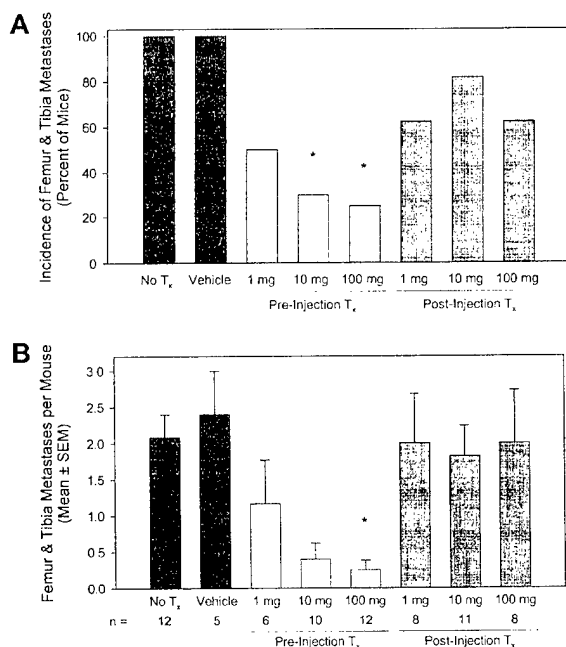 A
Incidence of Femur & Tibia Metastases
(Percent of Mice)
100
80
60
40
20
0
*
*
No Tx
Vehicle
1 mg
10 mg
100 mg
1 mg
10 mg
100 mg
Pre-Injection Tx
Post-Injection Tx
B
Femur & Tibia Metastases per Mouse
(Mean ± SEM)
3.0
2.5
2.0
1.5
1.0
0.5
0.0
*
No Tx
Vehicle
1 mg
10 mg
100 mg
1 mg
10 mg
100 mg
n = 12 5 6 10 12 8 11 8
Pre-Injection Tx
Post-Injection Tx